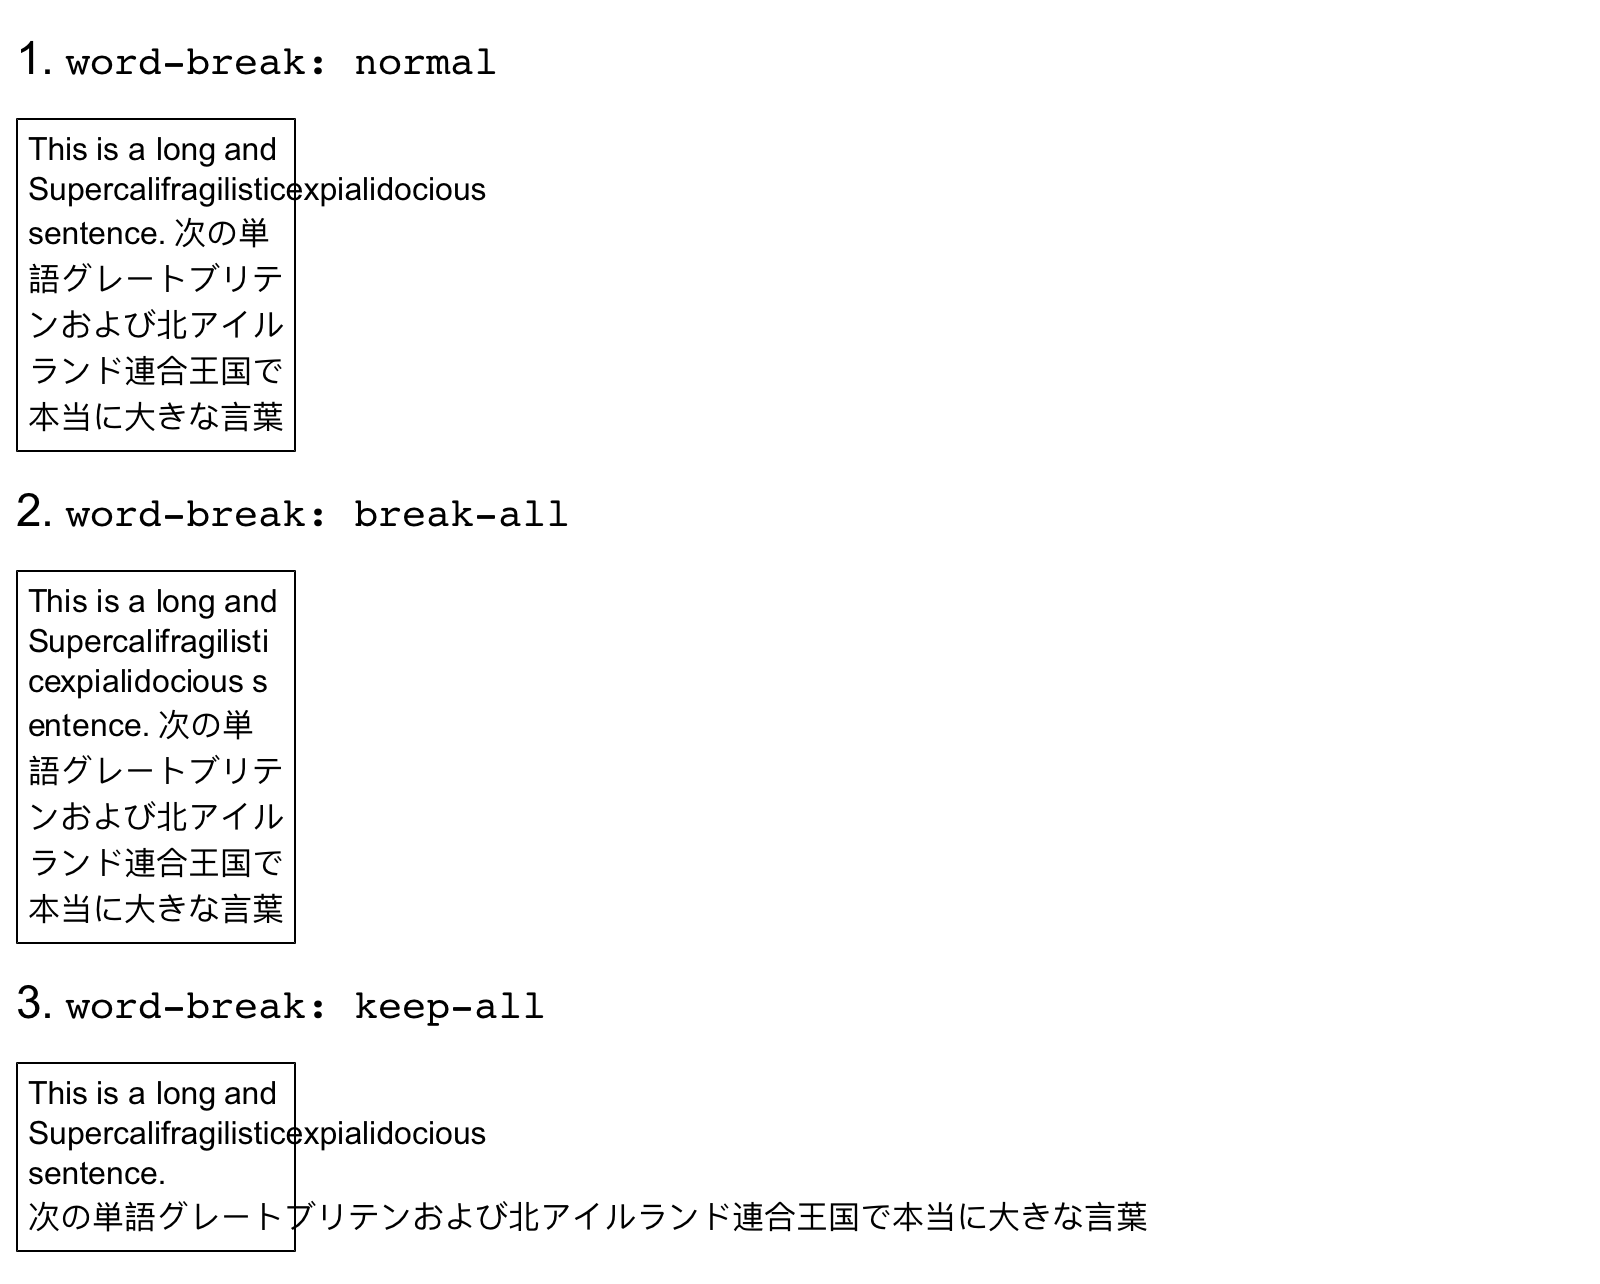 1. word-break: normal
This is a long and
Supercalifragilisticexpialidocious
sentence. 次の単
語グレートブリテ
ンおよび北アイル
ランド連合王国で
本当に大きな言葉
2. word-break: break-all
This is a long and
Supercalifragilisti
cexpialidocious s
entence. 次の単
語グレートブリテ
ンおよび北アイル
ランド連合王国で
本当に大きな言葉
3. word-break: keep-all
This is a long and
Supercalifragilisticexpialidocious
sentence.
次の単語グレートブリテンおよび北アイルランド連合王国で本当に大きな言葉